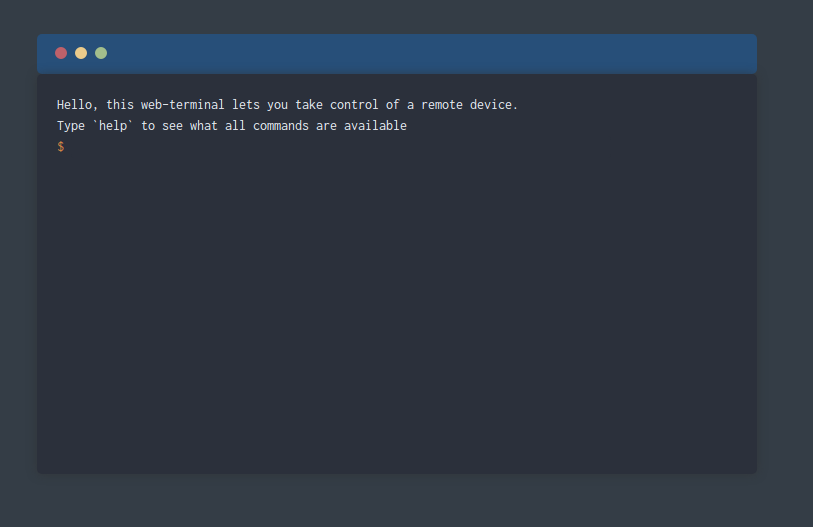 Hello, this web-terminal lets you take control of a remote device.
Type `help` to see what all commands are available
$